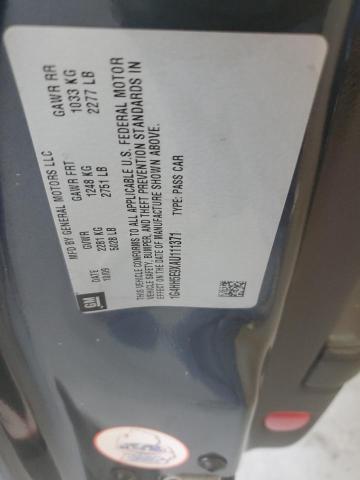 MFD BY GENERAL MOTORS LLC
DATE GVWR GAWR FRT GAWR RR
10/09 2281 KG 1248 KG 1033 KG
5028 LB 2751 LB 2277 LB
GM
THIS VEHICLE CONFORMS TO ALL APPLICABLE U.S. FEDERAL MOTOR
VEHICLE SAFETY, BUMPER, AND THEFT PREVENTION STANDARDS IN
EFFECT ON THE DATE OF MANUFACTURE SHOWN ABOVE.
1G4HH5E9XAU111371 TYPE: PASS CAR